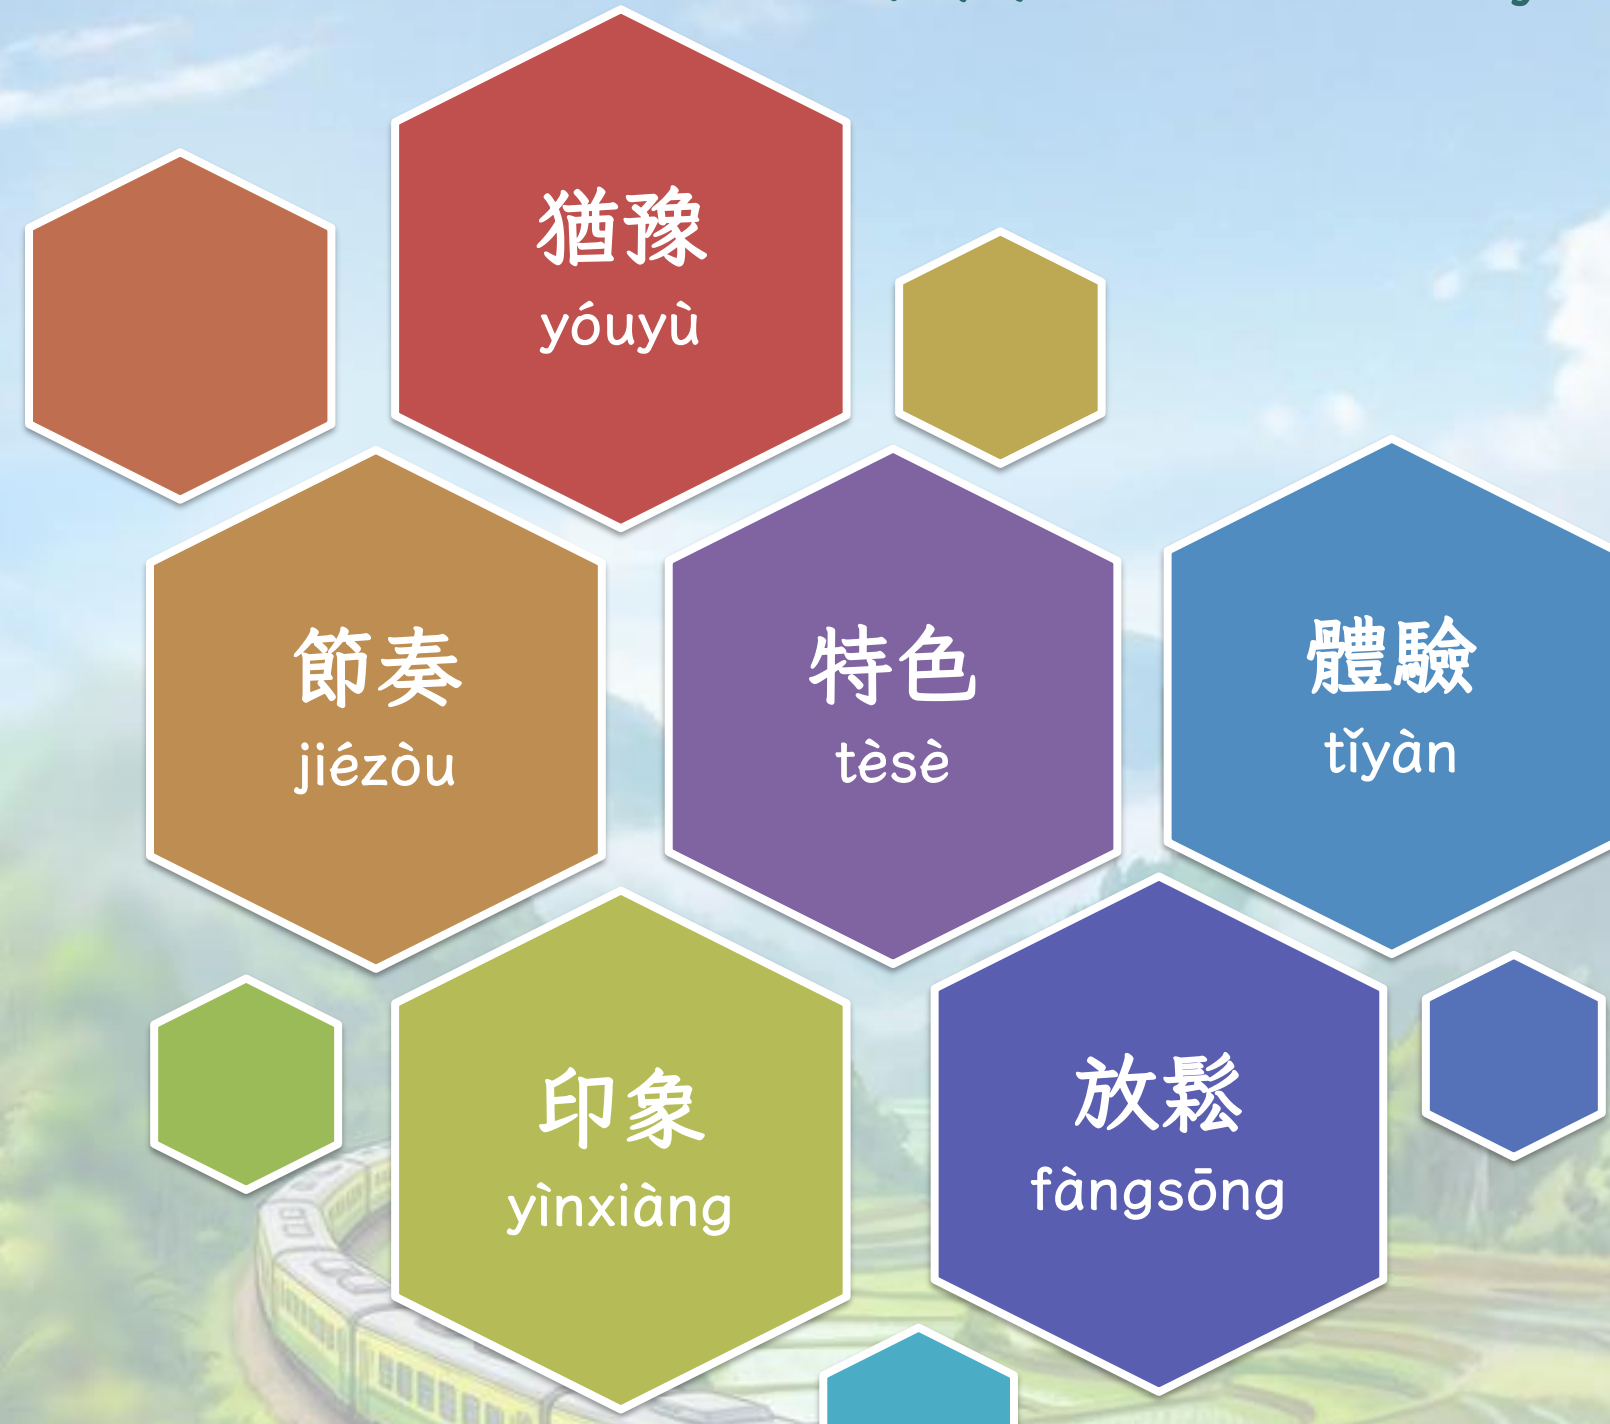 猶豫
yóuyù
節奏
jiézòu
特色
tèsè
體驗
tǐyàn
印象
yìnxiàng
放鬆
fàngsōng